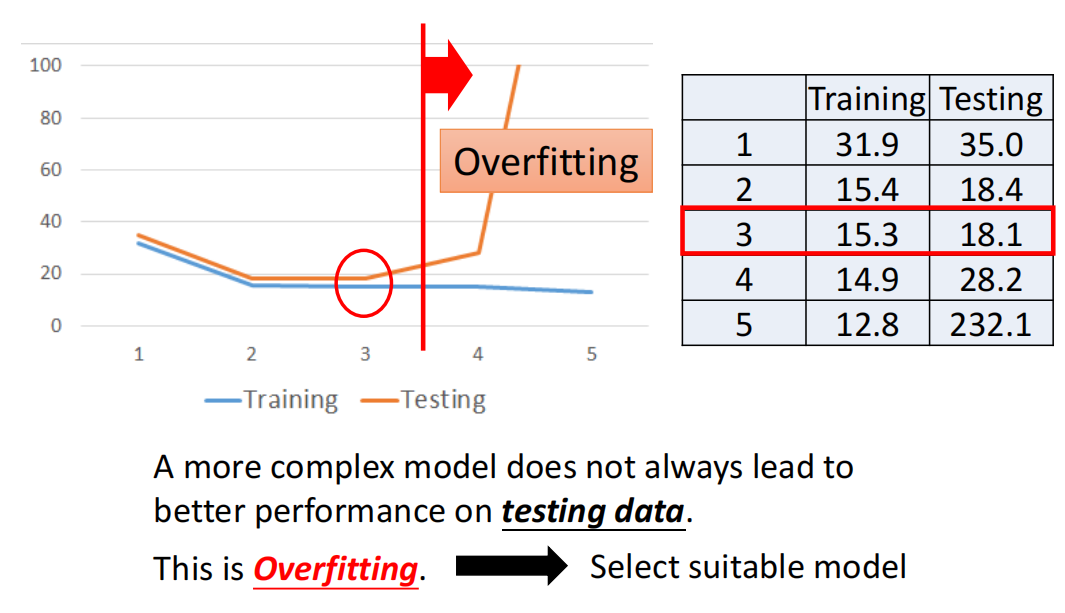 100
80
60
40
20
0
1 2 3 4 5
Training Testing
Overfitting
Training Testing
1 31.9 35.0
2 15.4 18.4
3 15.3 18.1
4 14.9 28.2
5 12.8 232.1
A more complex model does not always lead to
better performance on testing data.
This is Overfitting. Select suitable model